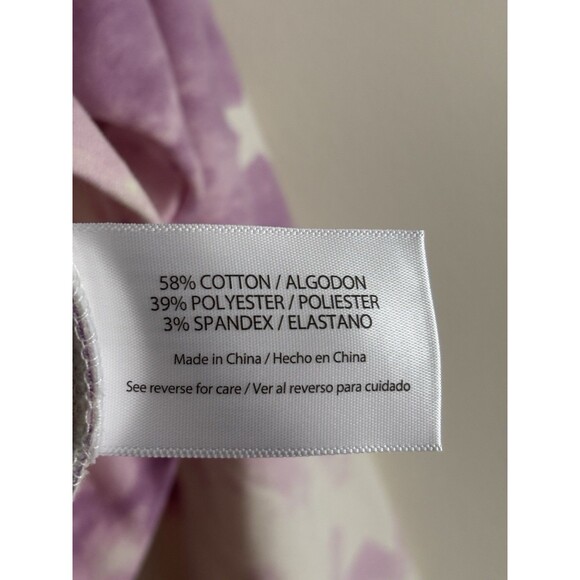 58% COTTON / ALGODON
39% POLYESTER / POLIESTER
3% SPANDEX / ELASTANO
Made in China / Hecho en China
See reverse for care / Ver al reverso para cuidado